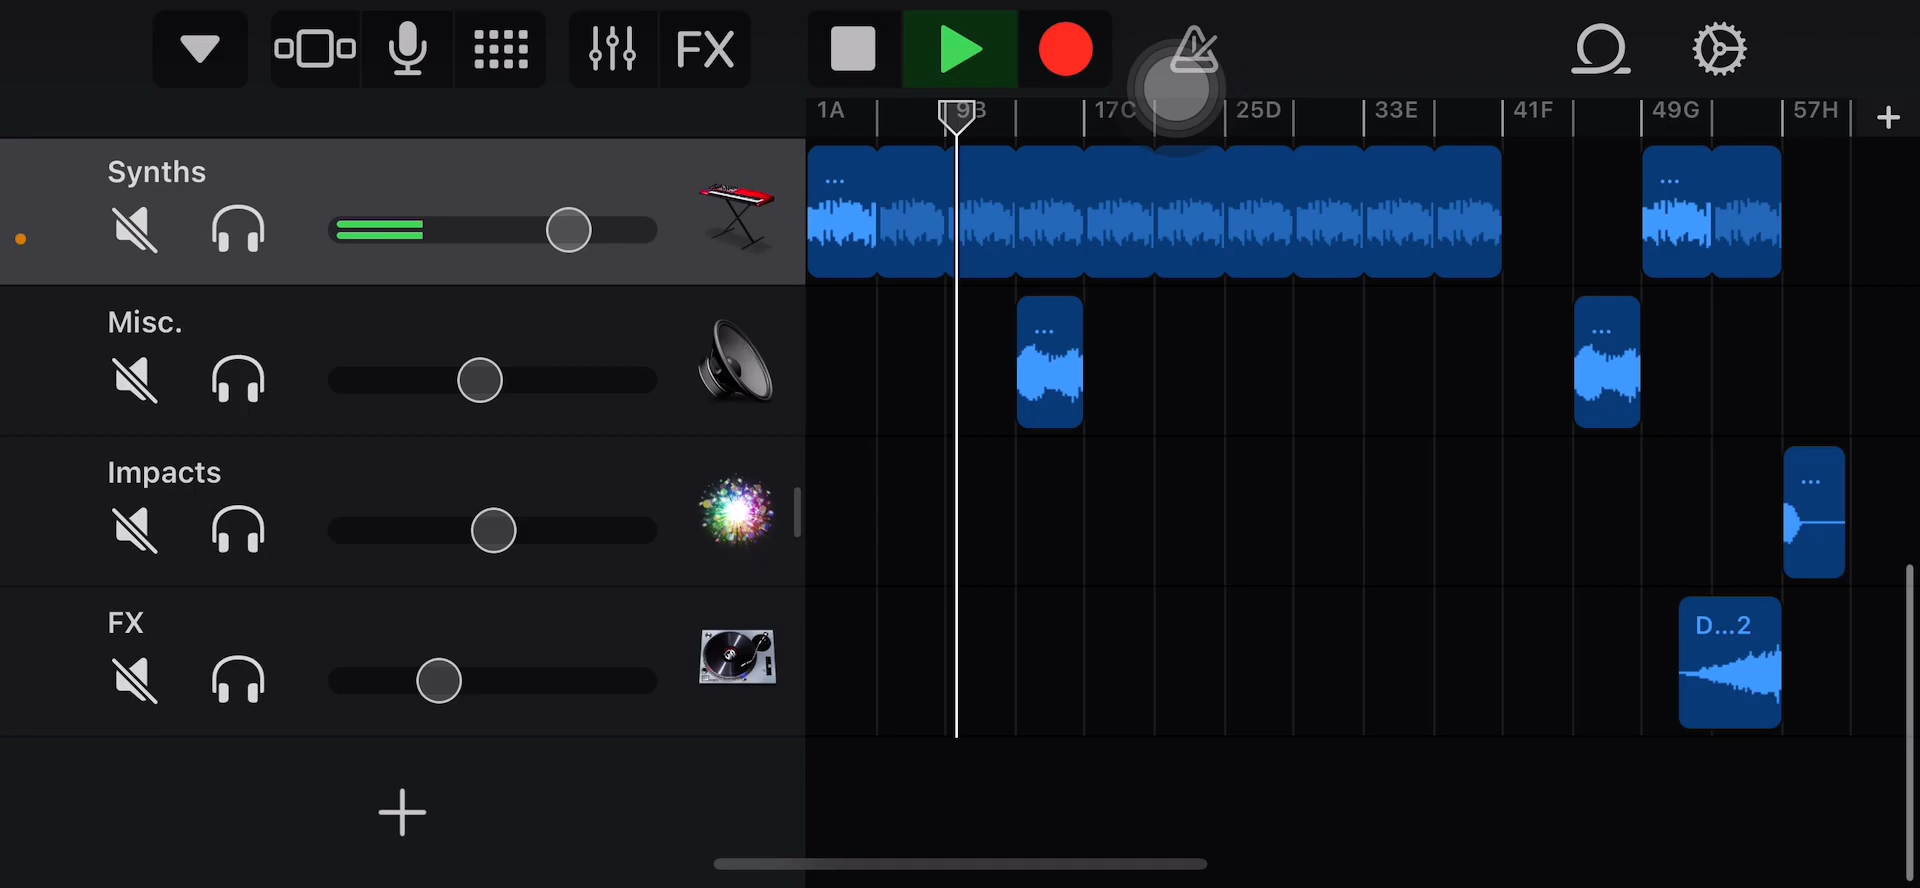 FX
1A 9B 17C 25D 33E 41F 49G 57H
Synths
...
...
Misc.
...
...
Impacts
...
FX
D...2